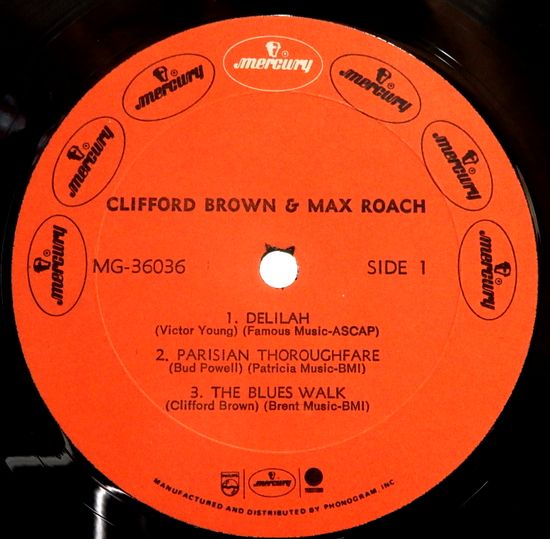 mercury
mercury
mercury
mercury
mercury
mercury
mercury
CLIFFORD BROWN & MAX ROACH
MG-36036
SIDE 1
1. DELILAH
(Victor Young) (Famous Music-ASCAP)
2. PARISIAN THOROUGHFARE
(Bud Powell) (Patricia Music-BMI)
3. THE BLUES WALK
(Clifford Brown) (Brent Music-BMI)
PHILIPS
mercury
MANUFACTURED AND DISTRIBUTED BY PHONOGRAM, INC